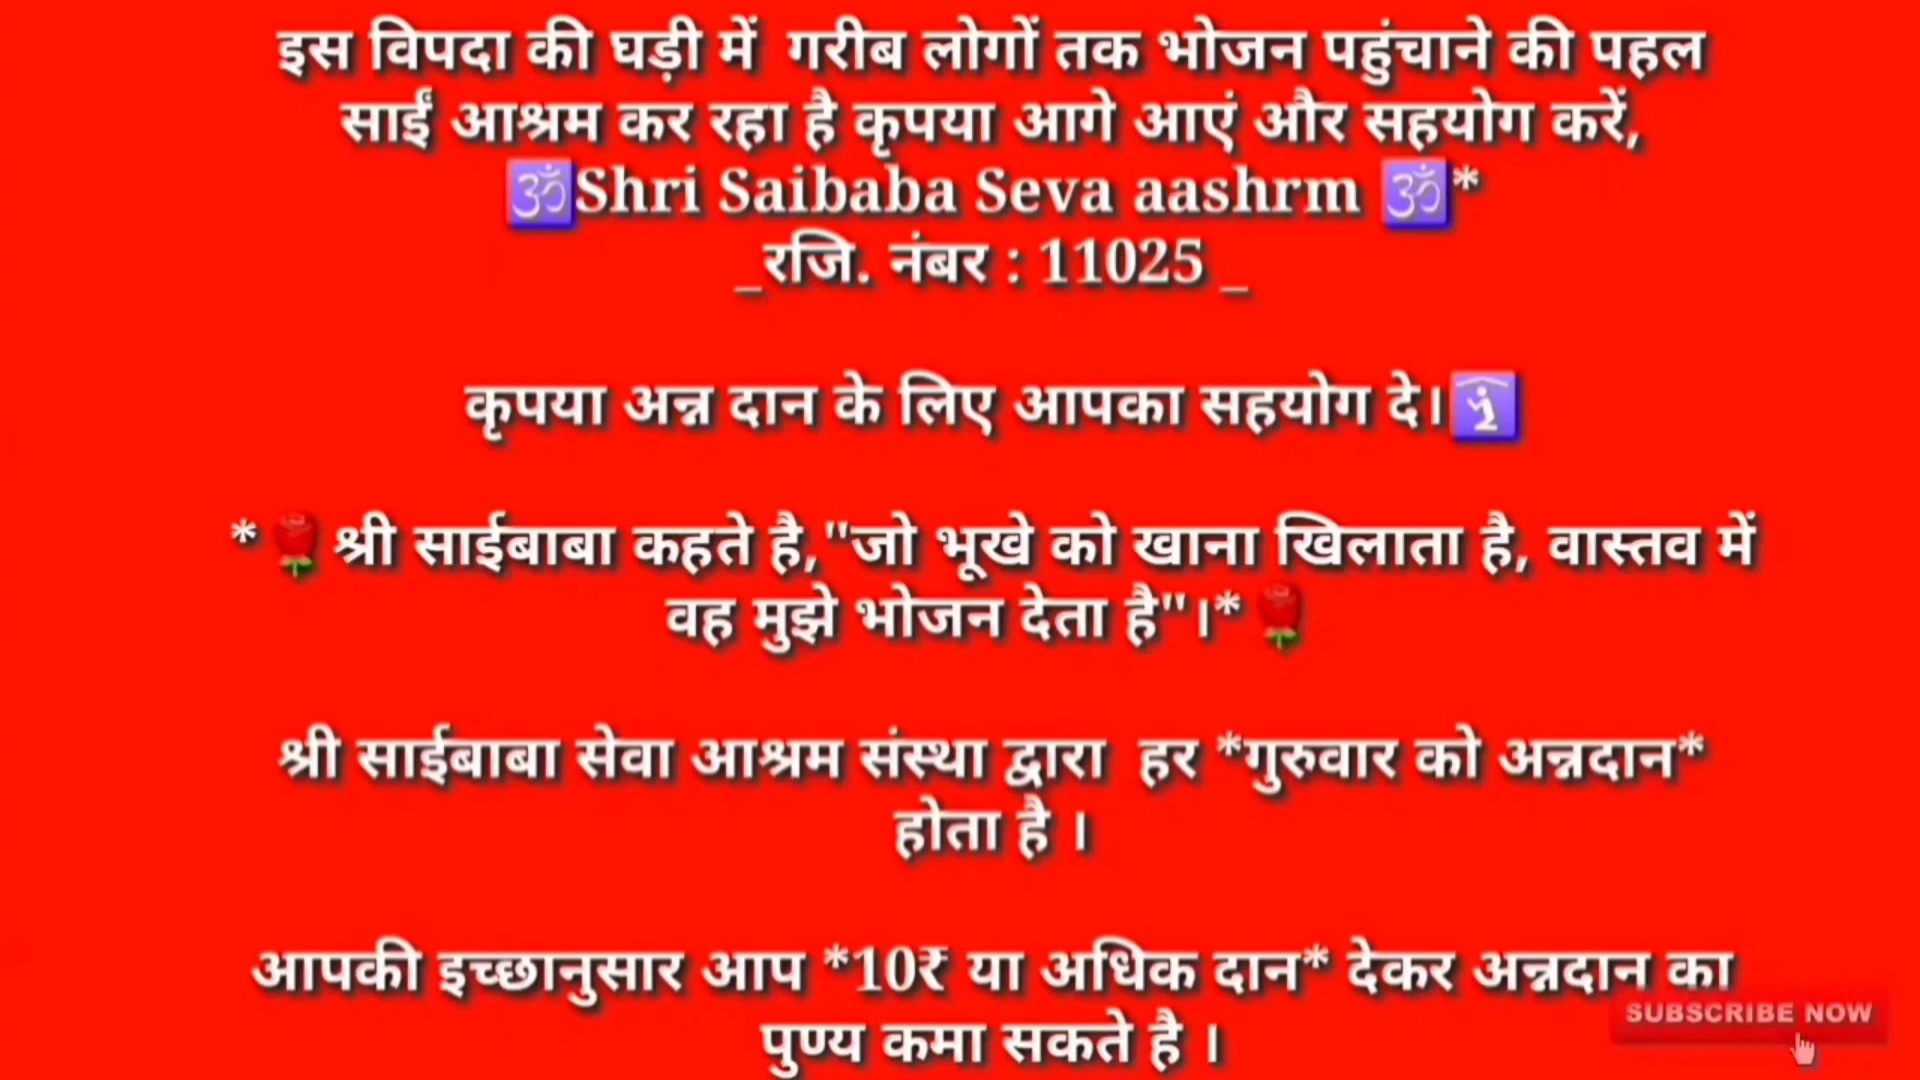 इस विपदा की घड़ी में गरीब लोगों तक भोजन पहुंचाने की पहल
साईं आश्रम कर रहा है कृपया आगे आएं और सहयोग करें,
🕉Shri Saibaba Seva aashrm 🕉*
_रजि. नंबर : 11025 _
कृपया अन्न दान के लिए आपका सहयोग दे।🛐
*🌹श्री साईबाबा कहते है,"जो भूखे को खाना खिलाता है, वास्तव में
वह मुझे भोजन देता है"।*🌹
श्री साईबाबा सेवा आश्रम संस्था द्वारा हर *गुरुवार को अन्नदान*
होता है ।
आपकी इच्छानुसार आप *10₹ या अधिक दान* देकर अन्नदान का
पुण्य कमा सकते है ।
SUBSCRIBE NOW